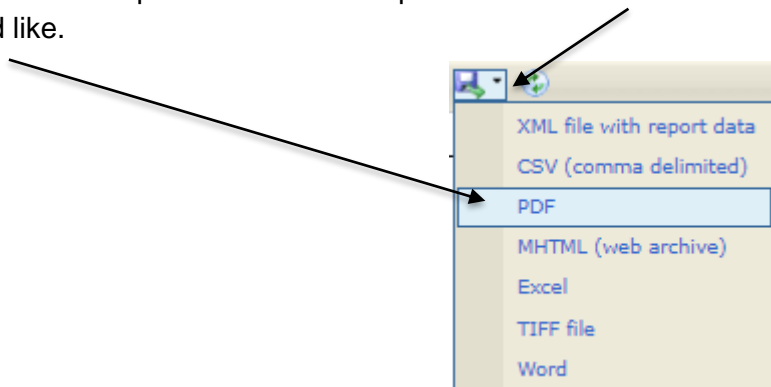 like.
XML file with report data
CSV (comma delimited)
PDF
MHTML (web archive)
Excel
TIFF file
Word